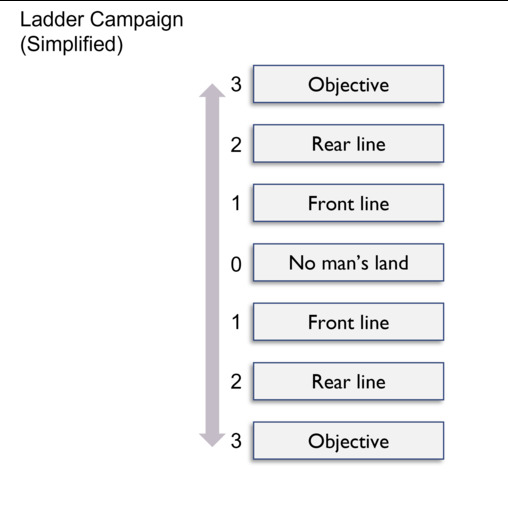 Ladder Campaign
(Simplified)
3 Objective
2 Rear line
1 Front line
0 No man’s land
1 Front line
2 Rear line
3 Objective